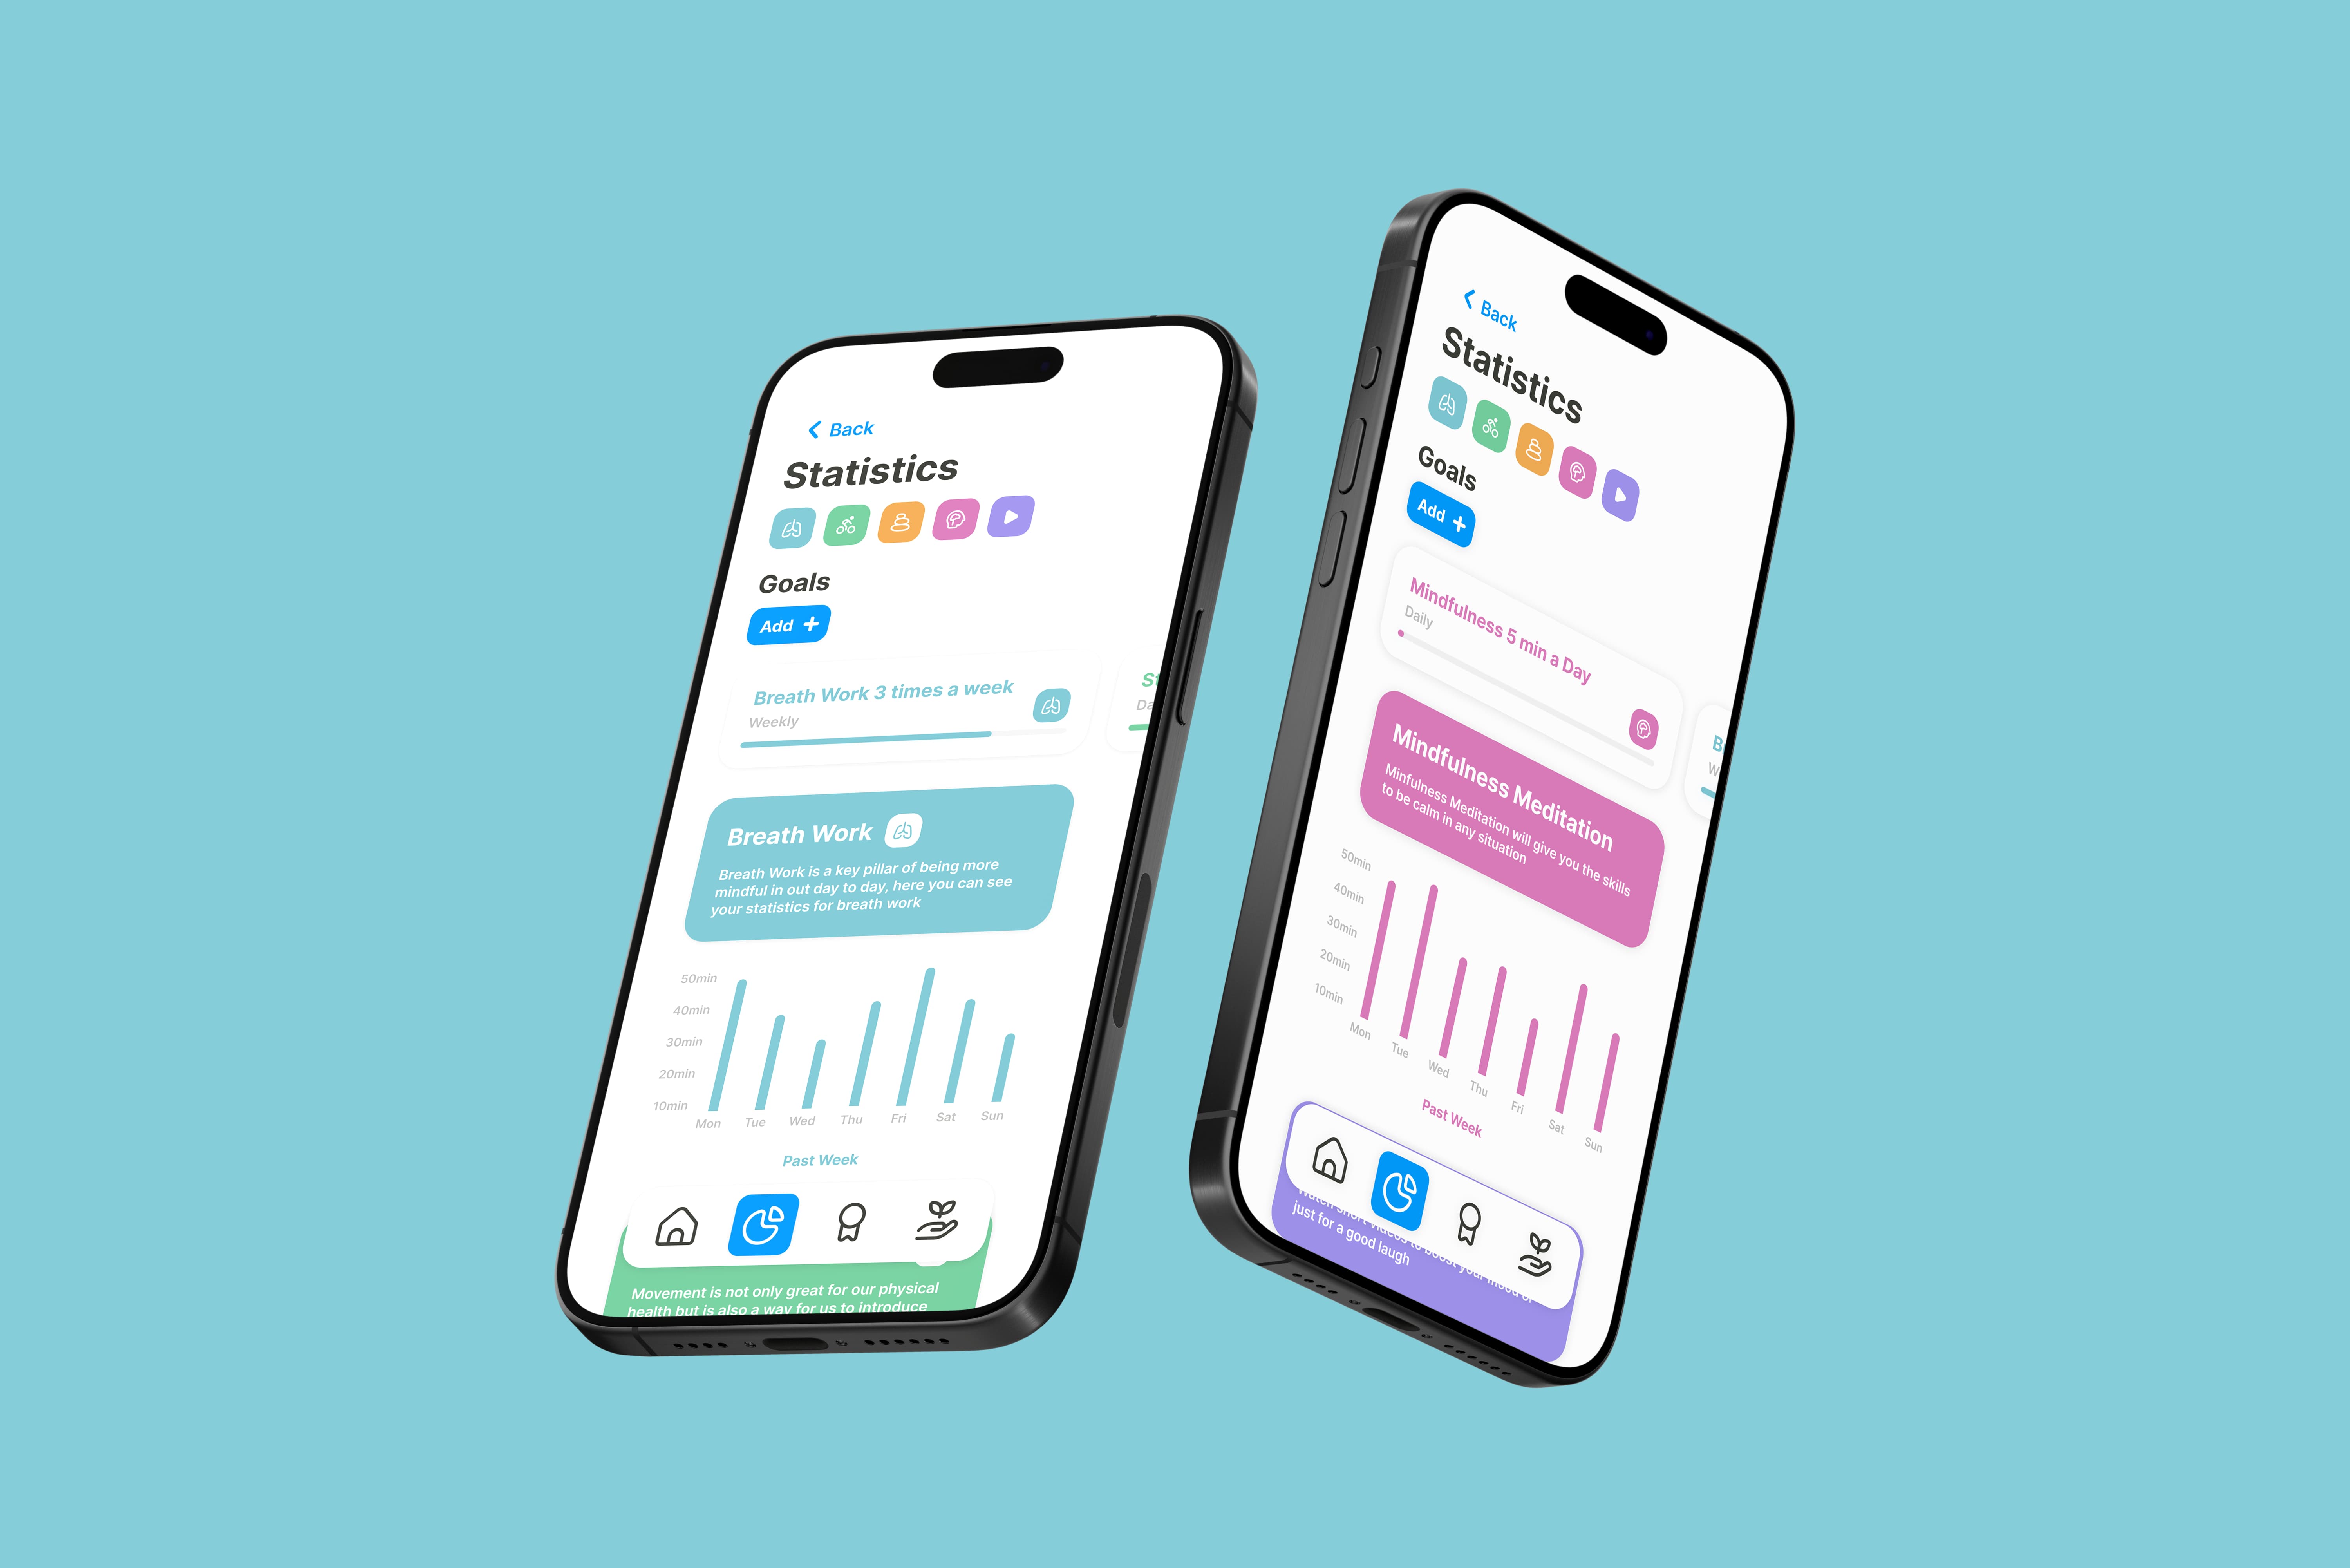 Back
Statistics
Goals
Add
Breath Work 3 times a week
Weekly
Breath Work
Breath Work is a key pillar of being more
mindful in out day to day, here you can see
your statistics for breath work
50min
40min
30min
20min
10min
Mon Tue Wed Thu Fri Sat Sun
Past Week
Movement is not only great for our physical
health but is also a way for us to introduce
Back
Statistics
Goals
Add
Mindfulness 5 min a Day
Daily
Mindfulness Meditation
Minfulness Meditation will give you the skills
to be calm in any situation
50min
40min
30min
20min
10min
Mon Tue Wed Thu Fri Sat Sun
Past Week
Watch short videos to boost your mood or
just for a good laugh